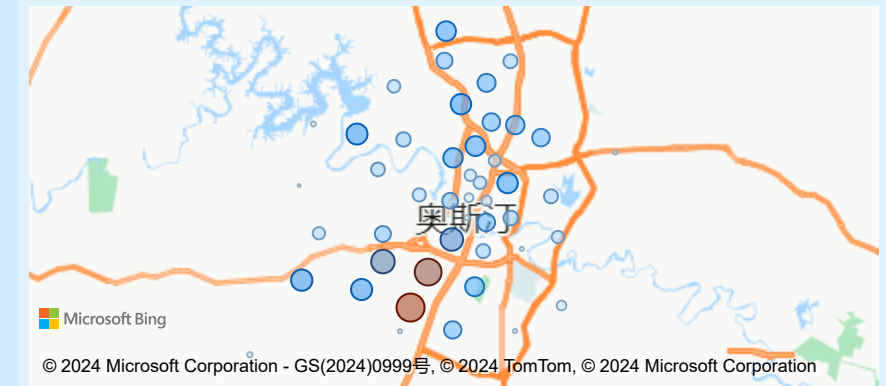 奥斯汀
Microsoft Bing
© 2024 Microsoft Corporation - GS(2024)0999号, © 2024 TomTom, © 2024 Microsoft Corporation